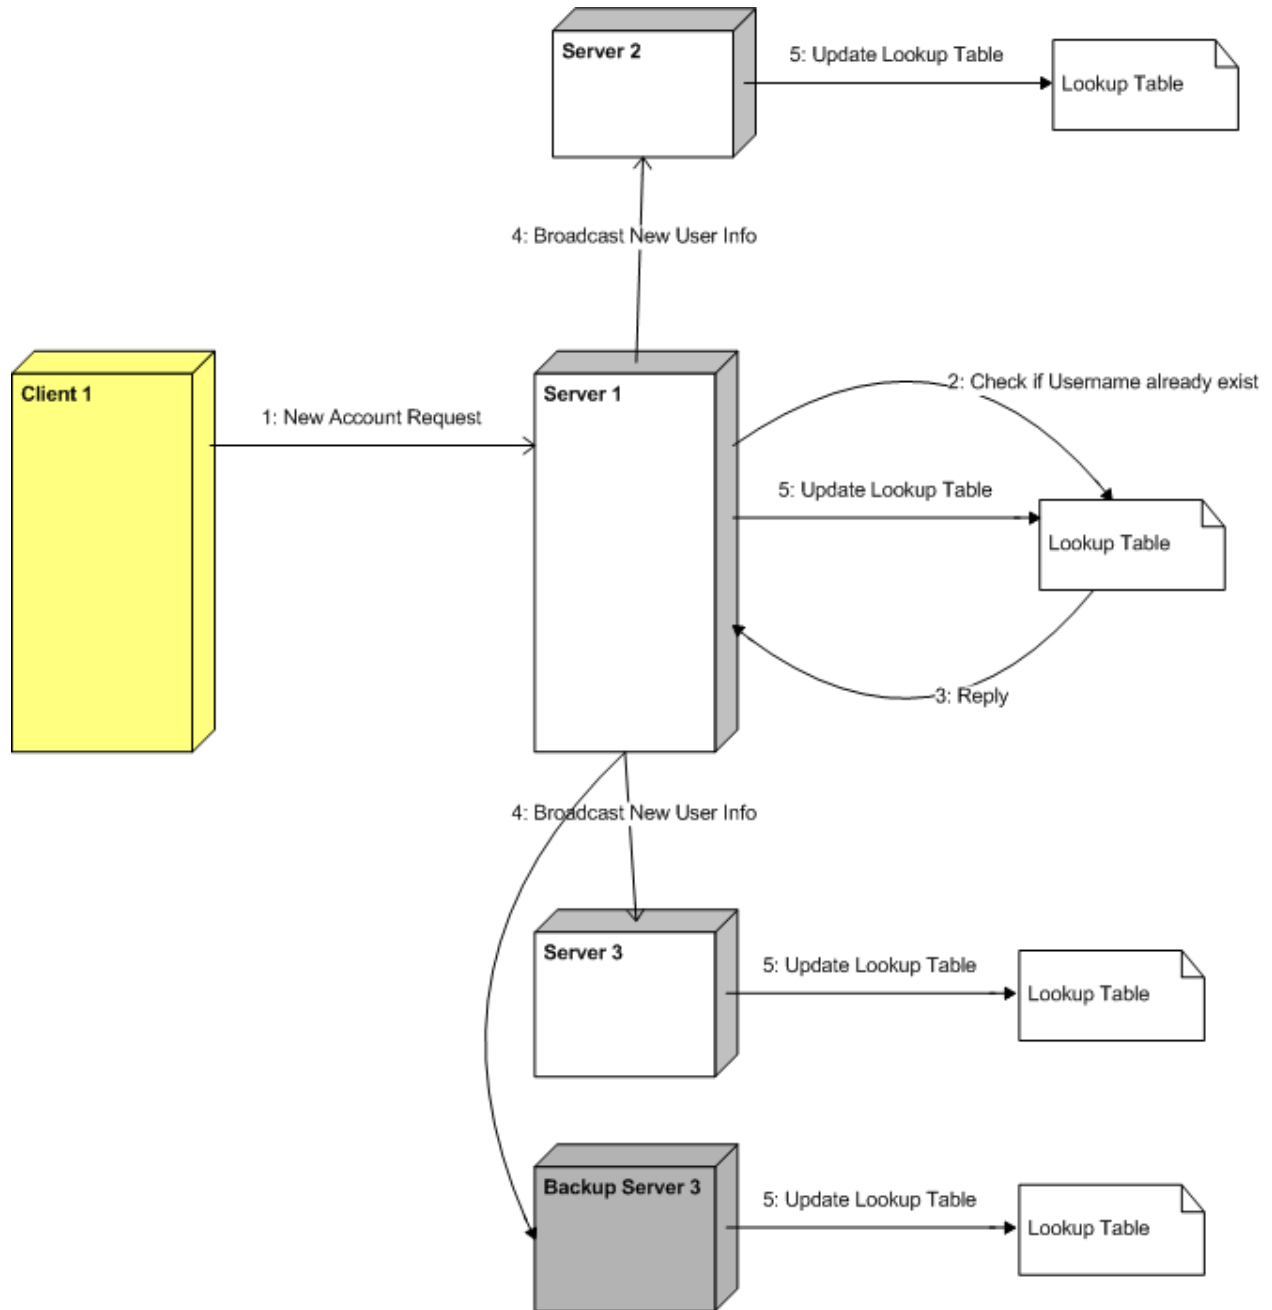 Server 2
5: Update Lookup Table
Lookup Table
4: Broadcast New User Info
Client 1
1: New Account Request
Server 1
2: Check if Username already exist
5: Update Lookup Table
Lookup Table
3: Reply
4: Broadcast New User Info
Server 3
5: Update Lookup Table
Lookup Table
Backup Server 3
5: Update Lookup Table
Lookup Table